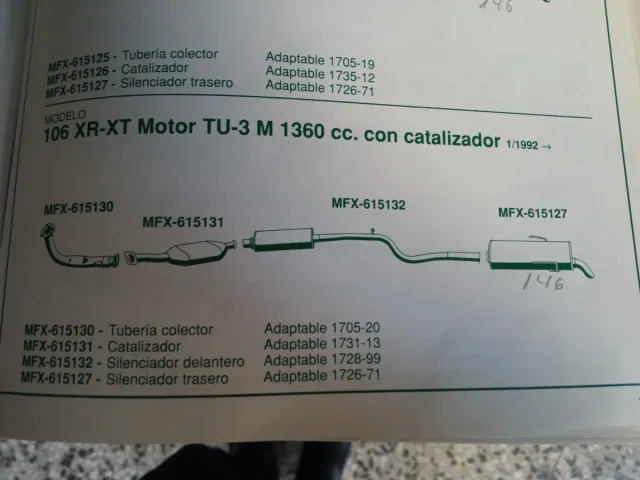 146
MFX-615125 - Tubería colector Adaptable 1705-19
MFX-615126 - Catalizador Adaptable 1735-12
MFX-615127 - Silenciador trasero Adaptable 1726-71
MODELO
106 XR-XT Motor TU-3 M 1360 cc. con catalizador 1/1992 →
MFX-615130
MFX-615131
MFX-615132
MFX-615127
146
MFX-615130 - Tubería colector Adaptable 1705-20
MFX-615131 - Catalizador Adaptable 1731-13
MFX-615132 - Silenciador delantero Adaptable 1728-99
MFX-615127 - Silenciador trasero Adaptable 1726-71